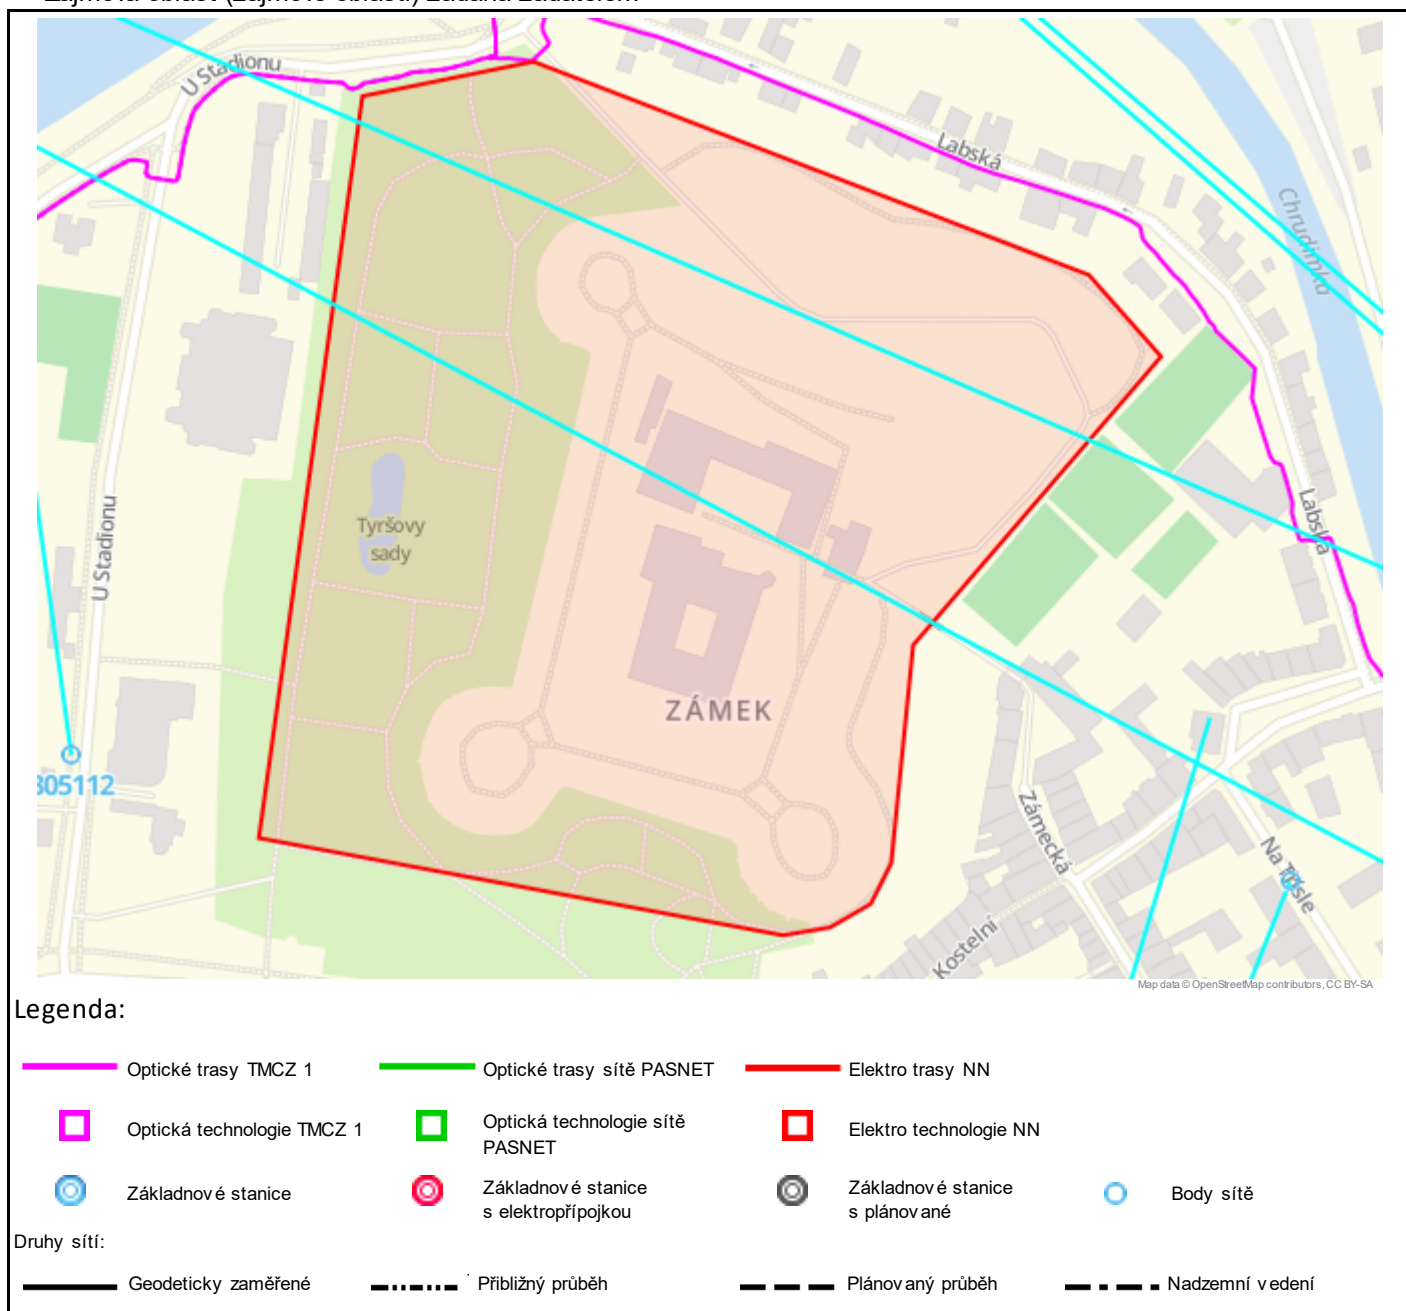 U Stadionu
Labská
Chrudimka
Tyršovy
sady
U Stadionu
Labská
ZÁMEK
805112
Zámecká
Na Trísle
Kostelní
Map data © OpenStreetMap contributors, CC BY-SA
Legenda:
Optické trasy TMCZ 1
Optické trasy sítě PASNET
Elektro trasy NN
Optická technologie TMCZ 1
Optická technologie sítě
PASNET
Elektro technologie NN
Základnové stanice
Základnové stanice
s elektropřípojkou
Základnové stanice
s plánované
Body sítě
Druhy sítí:
Geodeticky zaměřené
Přibližný průběh
Plánovaný průběh
Nadzemní vedení